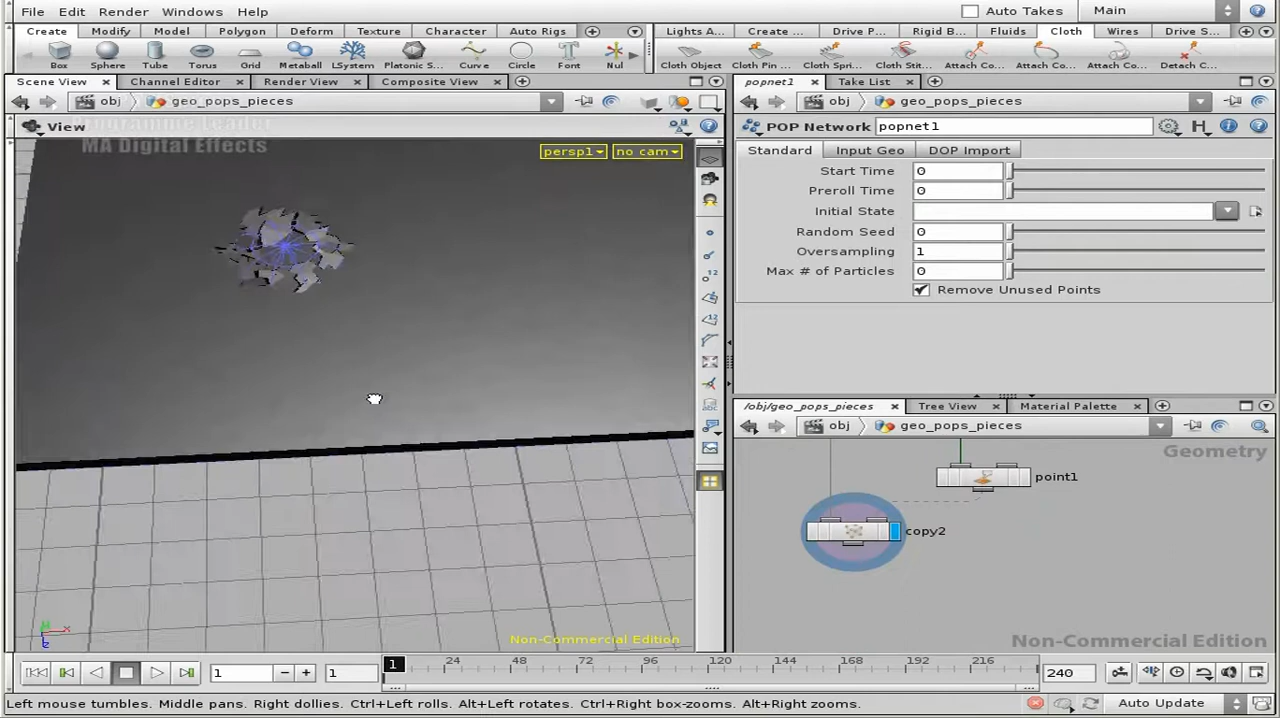 File Edit Render Windows Help Auto Takes Main
Create Modify Model Polygon Deform Texture Character Auto Rigs Lights A... Create ... Drive P... Rigid B... Fluids Cloth Wires Drive S...
Box Sphere Tube Torus Grid Metaball LSystem Platonic S... Curve Circle Font Nul Cloth Object Cloth Pin ... Cloth Spri... Cloth Stit... Attach Co... Attach Co... Attach Co... Detach C...
Scene View Channel Editor Render View Composite View popnet1 Take List
obj geo_pops_pieces obj geo_pops_pieces
View POP Network popnet1
Programme Leader
MA Digital Effects
persp1 no cam
Standard Input Geo DOP Import
Start Time 0
Preroll Time 0
Initial State
Random Seed 0
Oversampling 1
Max # of Particles 0
Remove Unused Points
/obj/geo_pops_pieces Tree View Material Palette
obj geo_pops_pieces
Geometry
point1
copy2
Non-Commercial Edition
Non-Commercial Edition
1 1 1 24 48 72 96 120 144 168 192 216 240
Left mouse tumbles. Middle pans. Right dollies. Ctrl+Left rolls. Alt+Left rotates. Ctrl+Right box-zooms. Alt+Right zooms. Auto Update